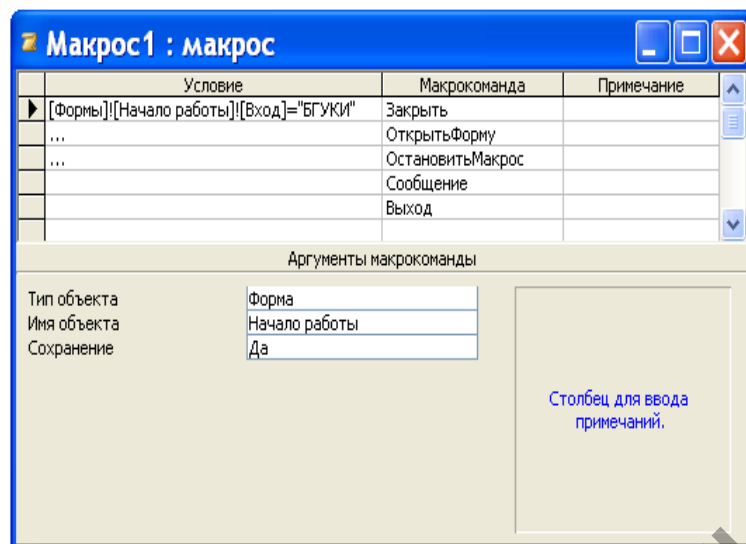 Макрос1 : макрос
Условие Макрокоманда Примечание
[Формы]![Начало работы]![Вход]="БГУКИ" Закрыть
... ОткрытьФорму
... ОстановитьМакрос
Сообщение
Выход
Аргументы макрокоманды
Тип объекта Форма
Имя объекта Начало работы
Сохранение Да
Столбец для ввода
примечаний.